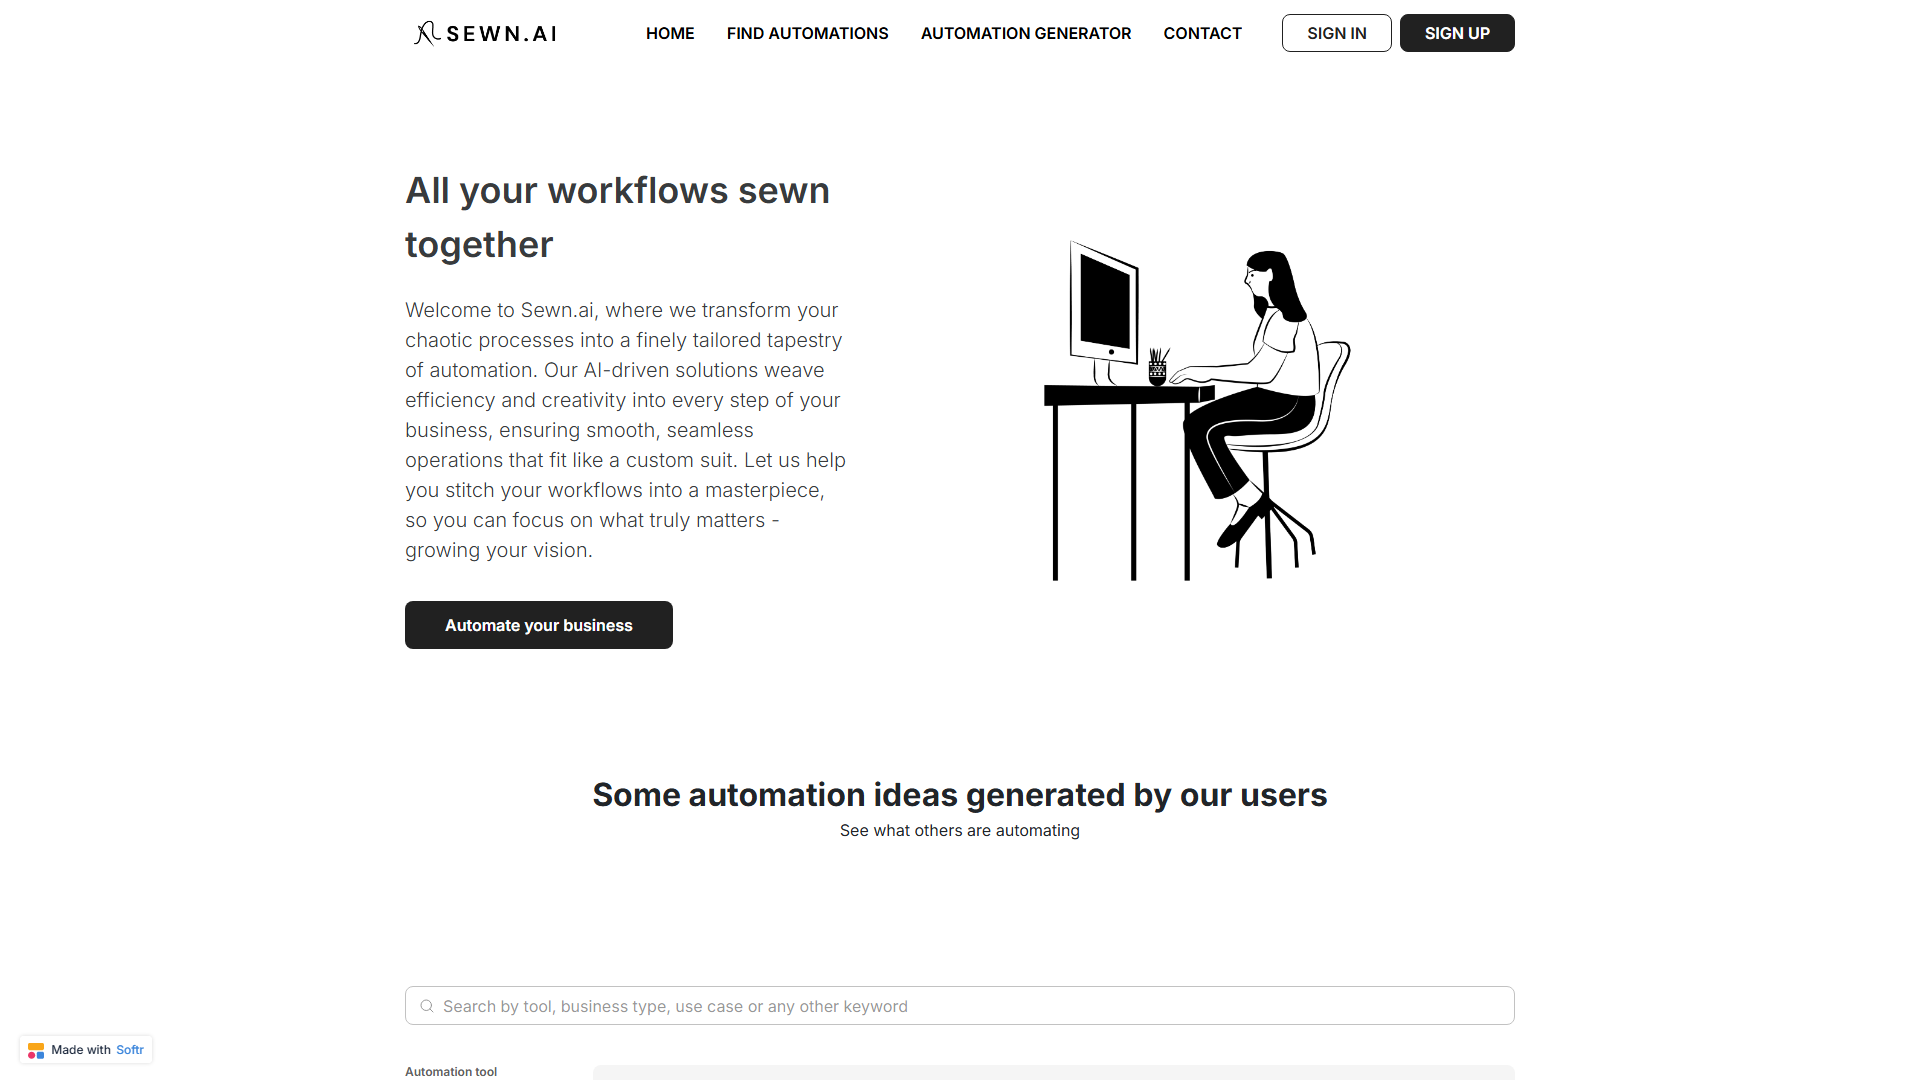 SEWN.AI
HOME
FIND AUTOMATIONS
AUTOMATION GENERATOR
CONTACT
SIGN IN
SIGN UP
All your workflows sewn
together
Welcome to Sewn.ai, where we transform your
chaotic processes into a finely tailored tapestry
of automation. Our AI-driven solutions weave
efficiency and creativity into every step of your
business, ensuring smooth, seamless
operations that fit like a custom suit. Let us help
you stitch your workflows into a masterpiece,
so you can focus on what truly matters -
growing your vision.
Automate your business
Some automation ideas generated by our users
See what others are automating
Search by tool, business type, use case or any other keyword
Made with Softr
Automation tool